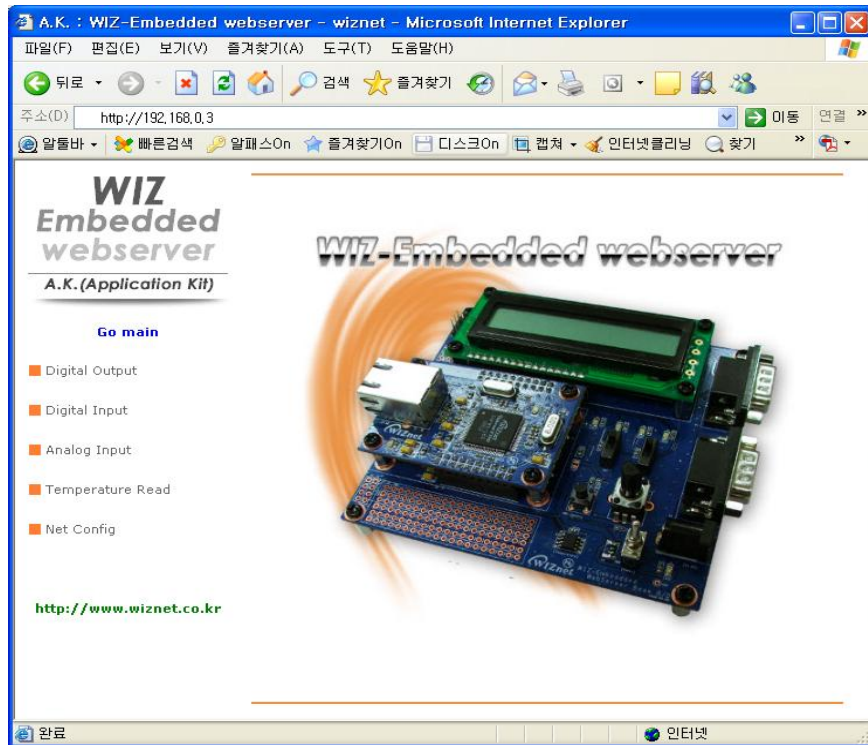 A.K. : WIZ-Embedded webserver - wiznet - Microsoft Internet Explorer
파일(F) 편집(E) 보기(V) 즐겨찾기(A) 도구(T) 도움말(H)
뒤로 검색 즐겨찾기
주소(D) http://192.168.0.3 이동 연결 »
알툴바 빠른검색 알패스On 즐겨찾기On 디스크On 캡쳐 인터넷클리닝 찾기 »
WIZ
Embedded
webserver
A.K.(Application Kit)
Go main
Digital Output
Digital Input
Analog Input
Temperature Read
Net Config
http://www.wiznet.co.kr
WIZ-Embedded webserver
WIZnet
WIZnet
WIZ-Embedded
완료 인터넷